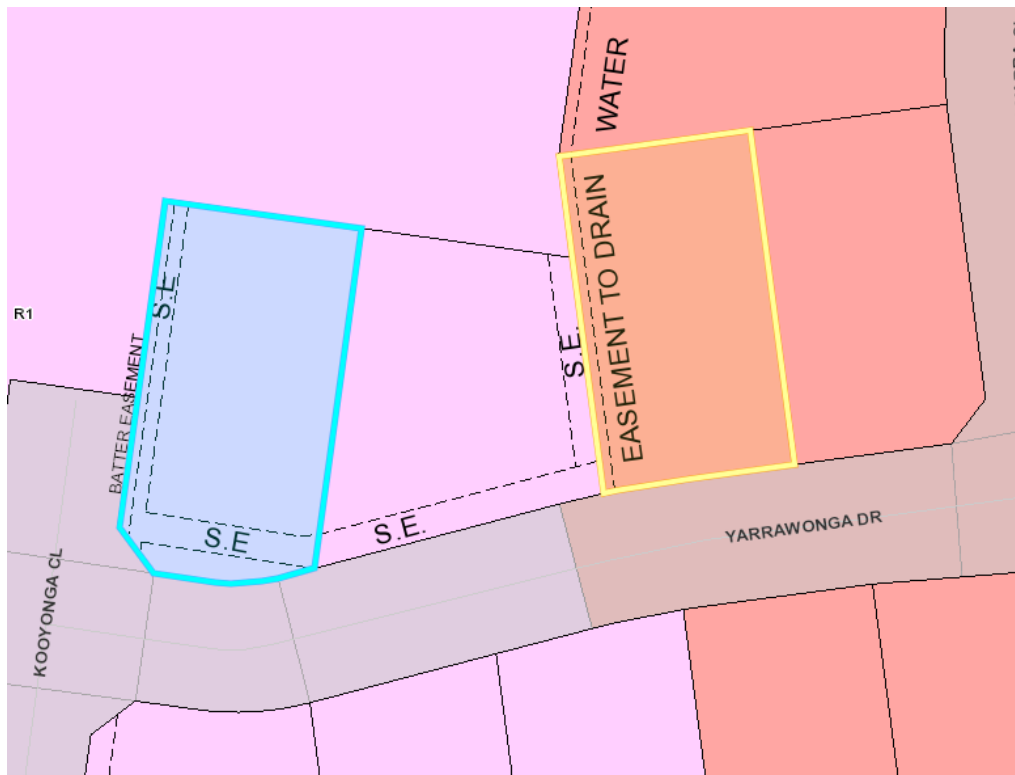 WATER
EASEMENT TO DRAIN
S.E
R1
S.E.
BATTER EASEMENT
S.E
S.E.
YARRAWONGA DR
KOOYONGA CL